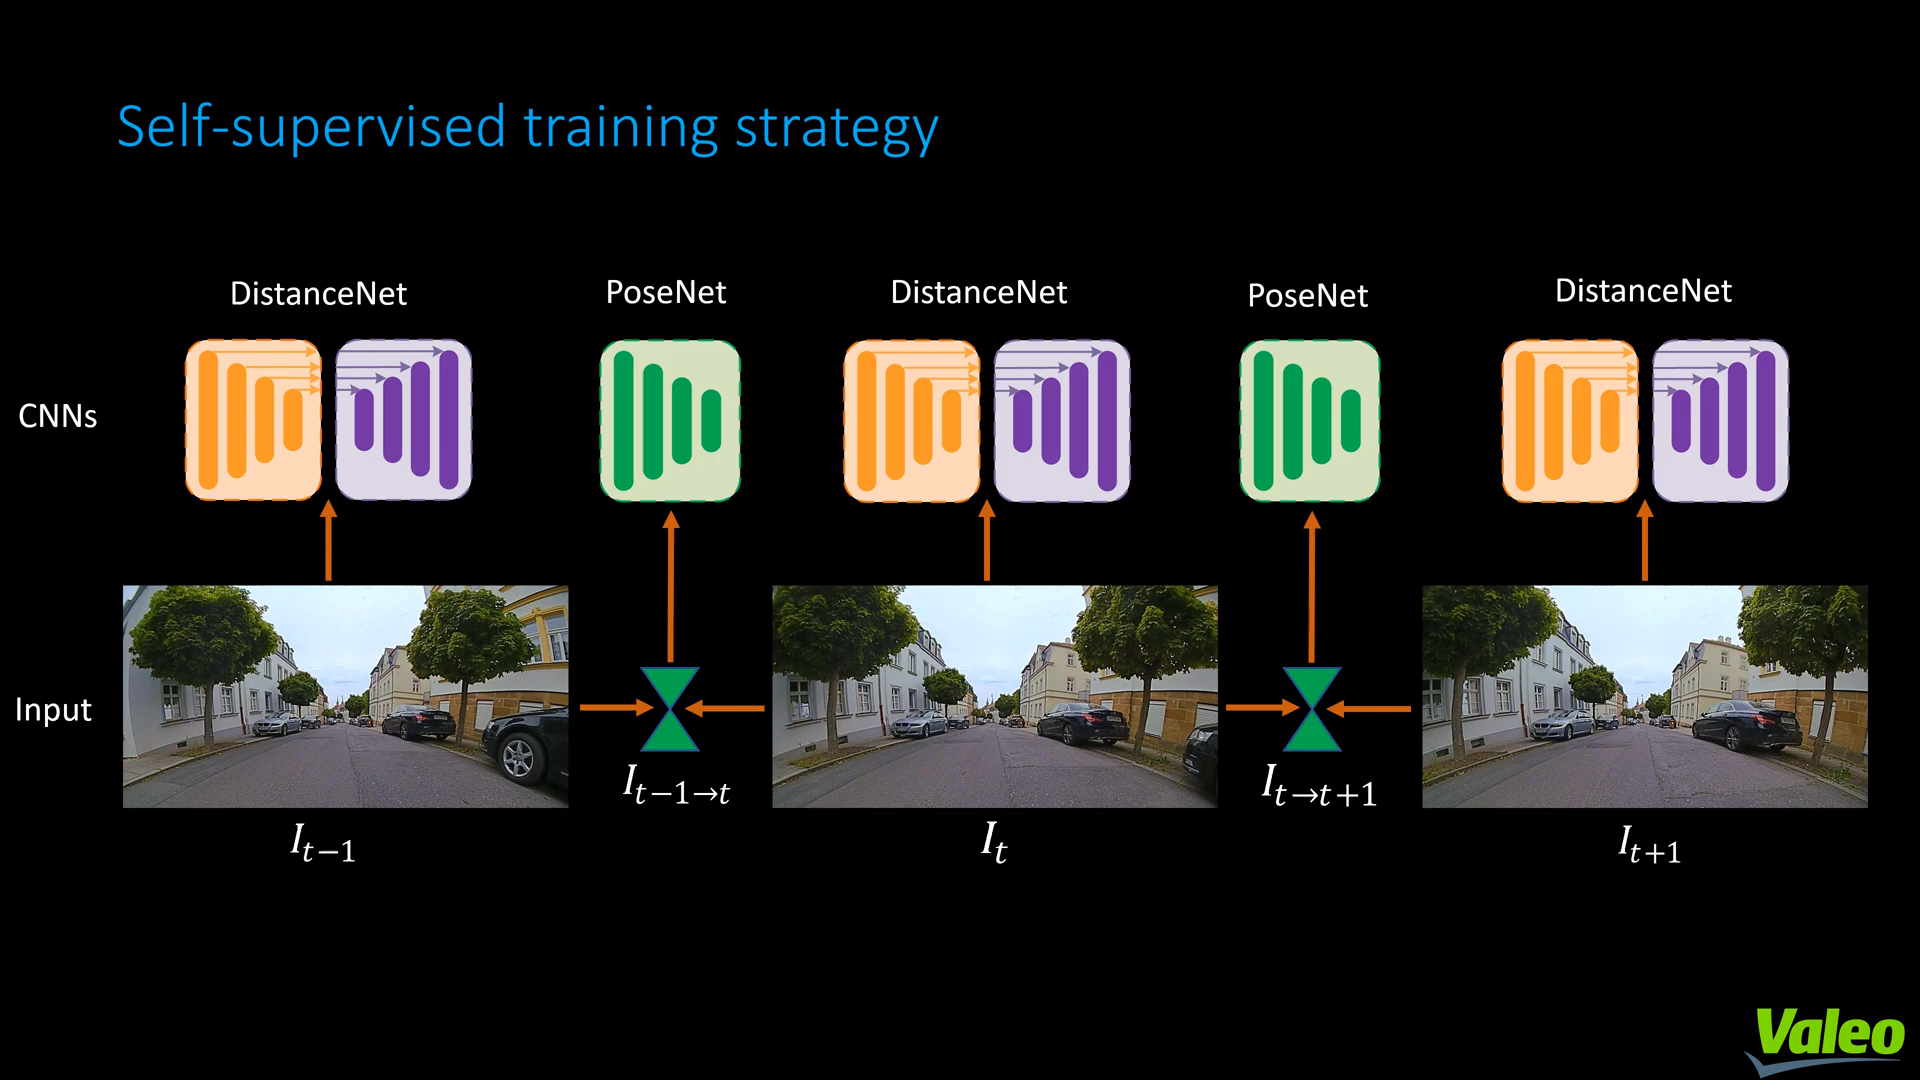 Self-supervised training strategy
DistanceNet
PoseNet
DistanceNet
PoseNet
DistanceNet
CNNs
Input
I_{t−1→t}
I_{t→t+1}
I_{t−1}
I_t
I_{t+1}
Valeo